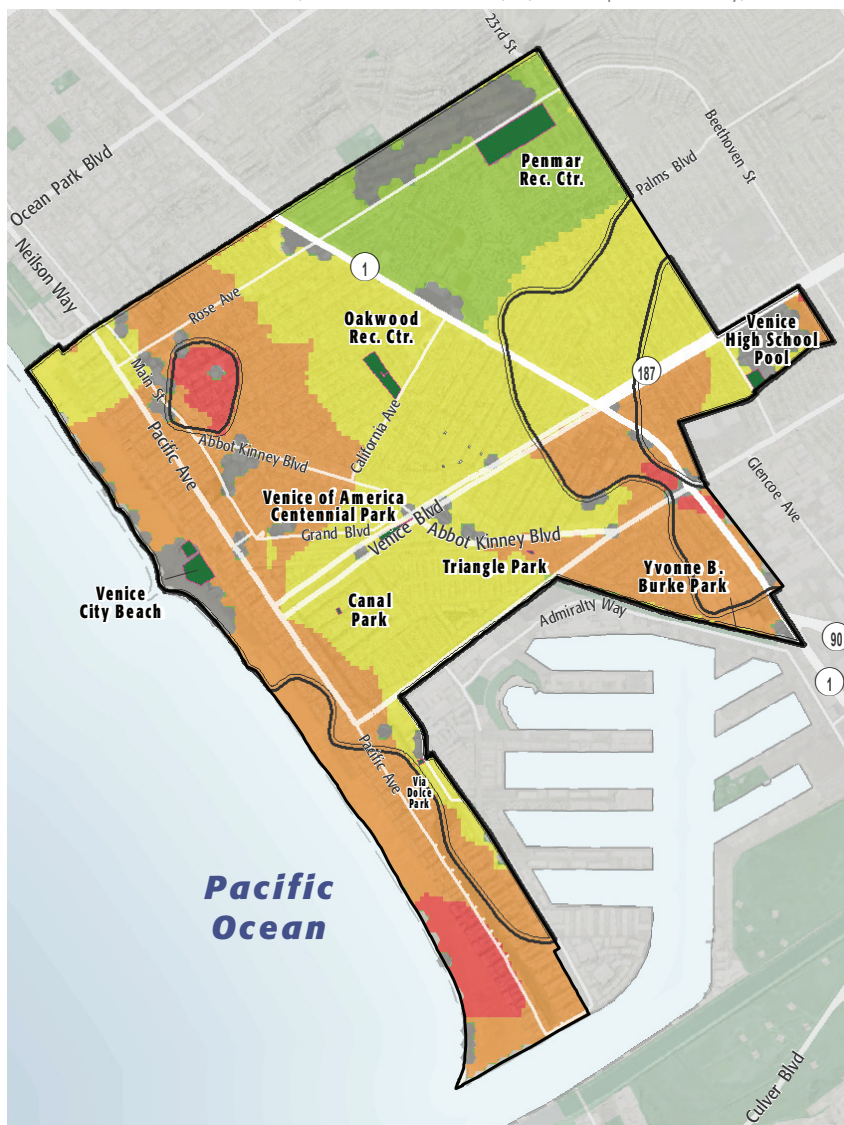 23rd St
Beethoven St
Ocean Park Blvd
Penmar
Rec. Ctr.
Palms Blvd
Neilson Way
1
Rose Ave
Oakwood
Rec. Ctr.
Venice
High School
Pool
187
Main St
California Ave
Pacific Ave
Abbot Kinney Blvd
Glencoe Ave
Venice of America
Centennial Park
Grand Blvd
Venice Blvd
Abbot Kinney Blvd
Triangle Park
Yvonne B.
Burke Park
Venice
City Beach
Canal
Park
Admiralty Way
90
1
Pacific Ave
Via
Dolce
Park
Pacific
Ocean
Culver Blvd